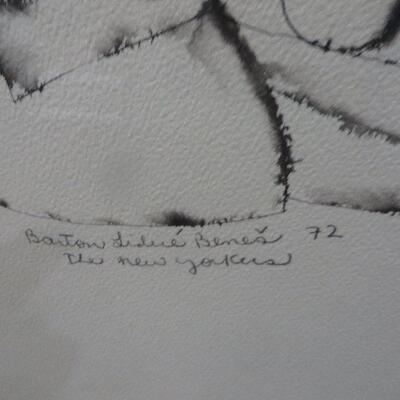 Barton Lidicé Beneš 72
The new yorkers